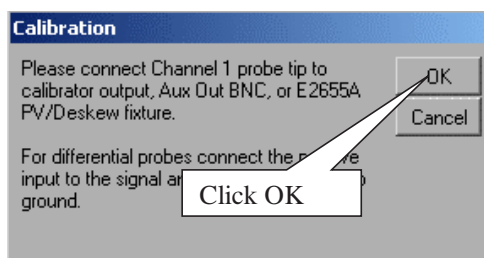 Calibration
Please connect Channel 1 probe tip to
calibrator output, Aux Out BNC, or E2655A
PV/Deskew fixture.
For differential probes connect the
input to the signal
ground.
OK
Cancel
Click OK